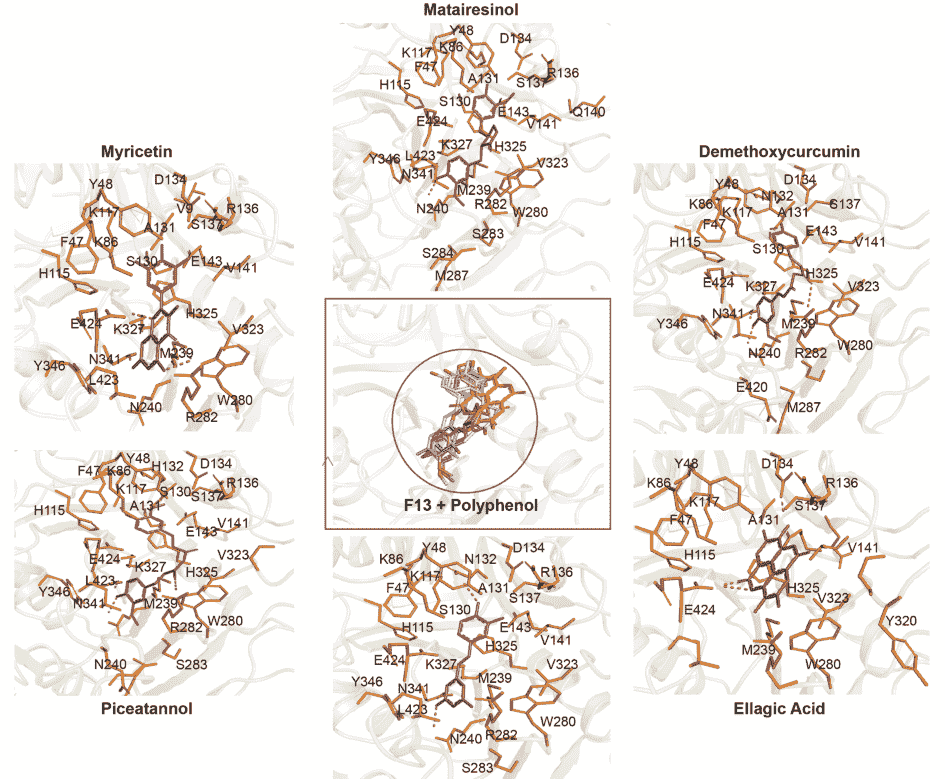 Matairesinol
Y48
D134
K117
K86
F47
A131
S137
R136
H115
S130
E143
Q140
E424
V141
K327
H325
Y346
L423
V323
N341
M239
N240
R282
W280
S283
S284
M287
Myricetin
D134
Y48
V9
R136
K117
S137
A131
F47
K86
S130
E143
V141
H115
H325
E424
K327
V323
N341
M239
Y346
L423
W280
N240
R282
Demethoxycurcumin
Y48
D134
N132
K86
K117
A131
S137
F47
E143
H115
S130
V141
H325
E424
K327
V323
N341
M239
Y346
W280
N240
R282
E420
M287
F13 + Polyphenol
Y48
H132
D134
F47
K86
R136
K117
S130
S137
A131
H115
E143
V141
E424
V323
K327
H325
L423
Y346
N341
M239
W280
R282
N240
S283
Piceatannol
Y48
N132
D134
K86
R136
K117
A131
F47
S137
S130
H115
E143
V141
H325
E424
K327
V323
M239
Y346
N341
L423
W280
N240
R282
S283
Y48
D134
K86
R136
K117
S137
A131
F47
V141
H115
H325
V323
E424
Y320
M239
W280
Ellagic Acid